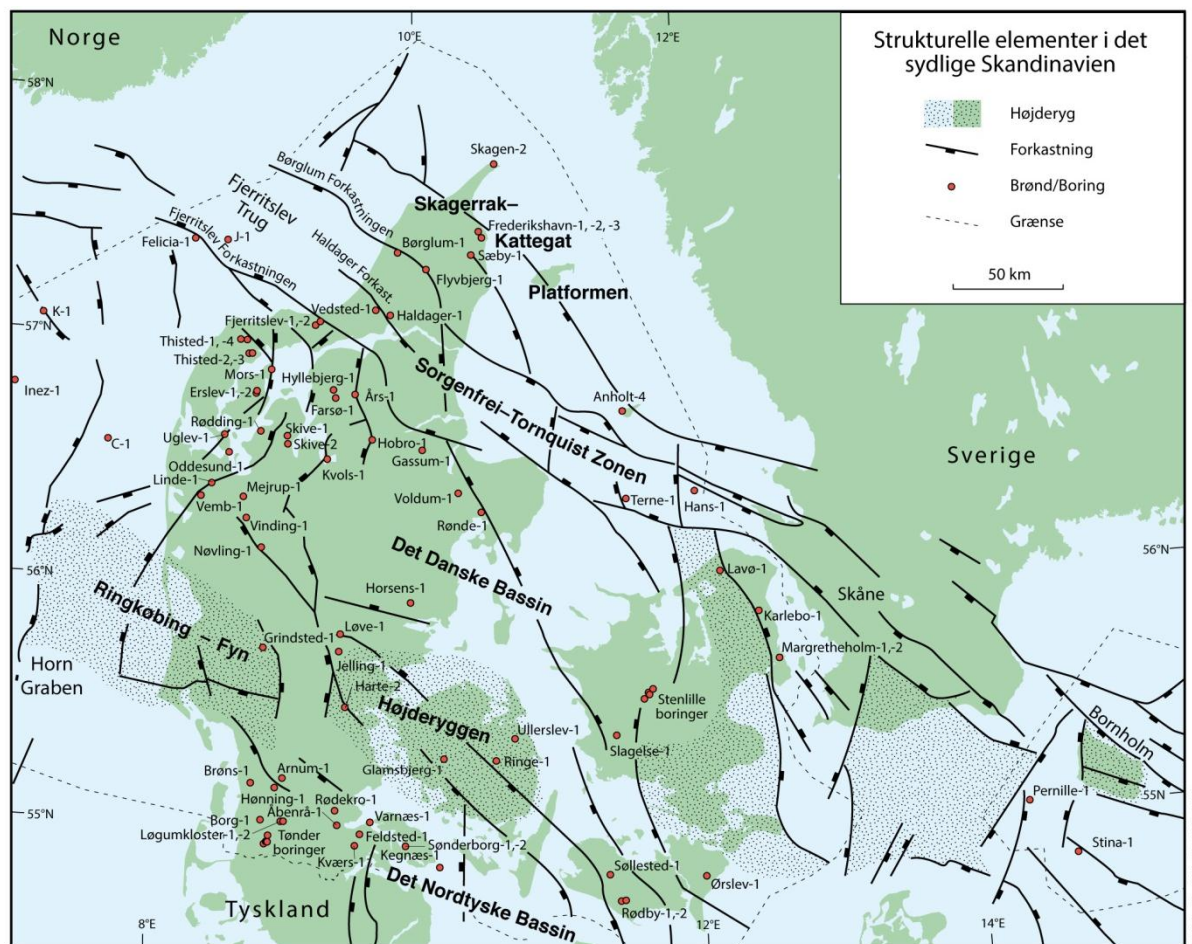 Norge
10°E
12°E
58°N
Strukturelle elementer i det
sydlige Skandinavien
Højderyg
Forkastning
Brønd/Boring
Grænse
50 km
Skagen-2
Børglum Forkastningen
Fjerritslev
Trug
Skagerrak–
Kattegat
Platformen
Frederikshavn-1, -2, -3
Fjerritslev
Forkastningen
Felicia-1
J-1
Børglum-1
Sæby-1
Flyvbjerg-1
Haldager Forkast.
K-1
57°N
Vedsted-1
Fjerritslev-1,-2
Haldager-1
Thisted-1, -4
Thisted-2,-3
Mors-1
Inez-1
Hyllebjerg-1
Erslev-1,-2
Års-1
Farsø-1
Anholt-4
Sorgenfrei–Tornquist Zonen
Rødding-1
Skive-1
Uglev-1
Skive-2
Hobro-1
C-1
Gassum-1
Sverige
Oddesund-1
Kvols-1
Linde-1
Mejrup-1
Voldum-1
Terne-1
Hans-1
Vemb-1
Vinding-1
Rønde-1
Nøvling-1
56°N
56°N
Det Danske Bassin
Lavø-1
Horsens-1
Skåne
Ringkøbing – Fyn
Højderyggen
Karlebo-1
Løve-1
Grindsted-1
Margretheholm-1,-2
Horn
Graben
Jelling-1
Harte-2
Stenlille
boringer
Ullerslev-1
Slagelse-1
Bornholm
Glamsbjerg-1
Ringe-1
Arnum-1
Brøns-1
Hønning-1
Rødekro-1
Pernille-1
55°N
55°N
Åbenrå-1
Varnæs-1
Borg-1
Løgumkloster-1,-2
Feldsted-1
Tønder
boringer
Sønderborg-1,-2
Stina-1
Kværs-1
Kegnæs-1
Søllested-1
Ørslev-1
Det Nordtyske Bassin
Rødby-1,-2
Tyskland
8°E
12°E
14°E